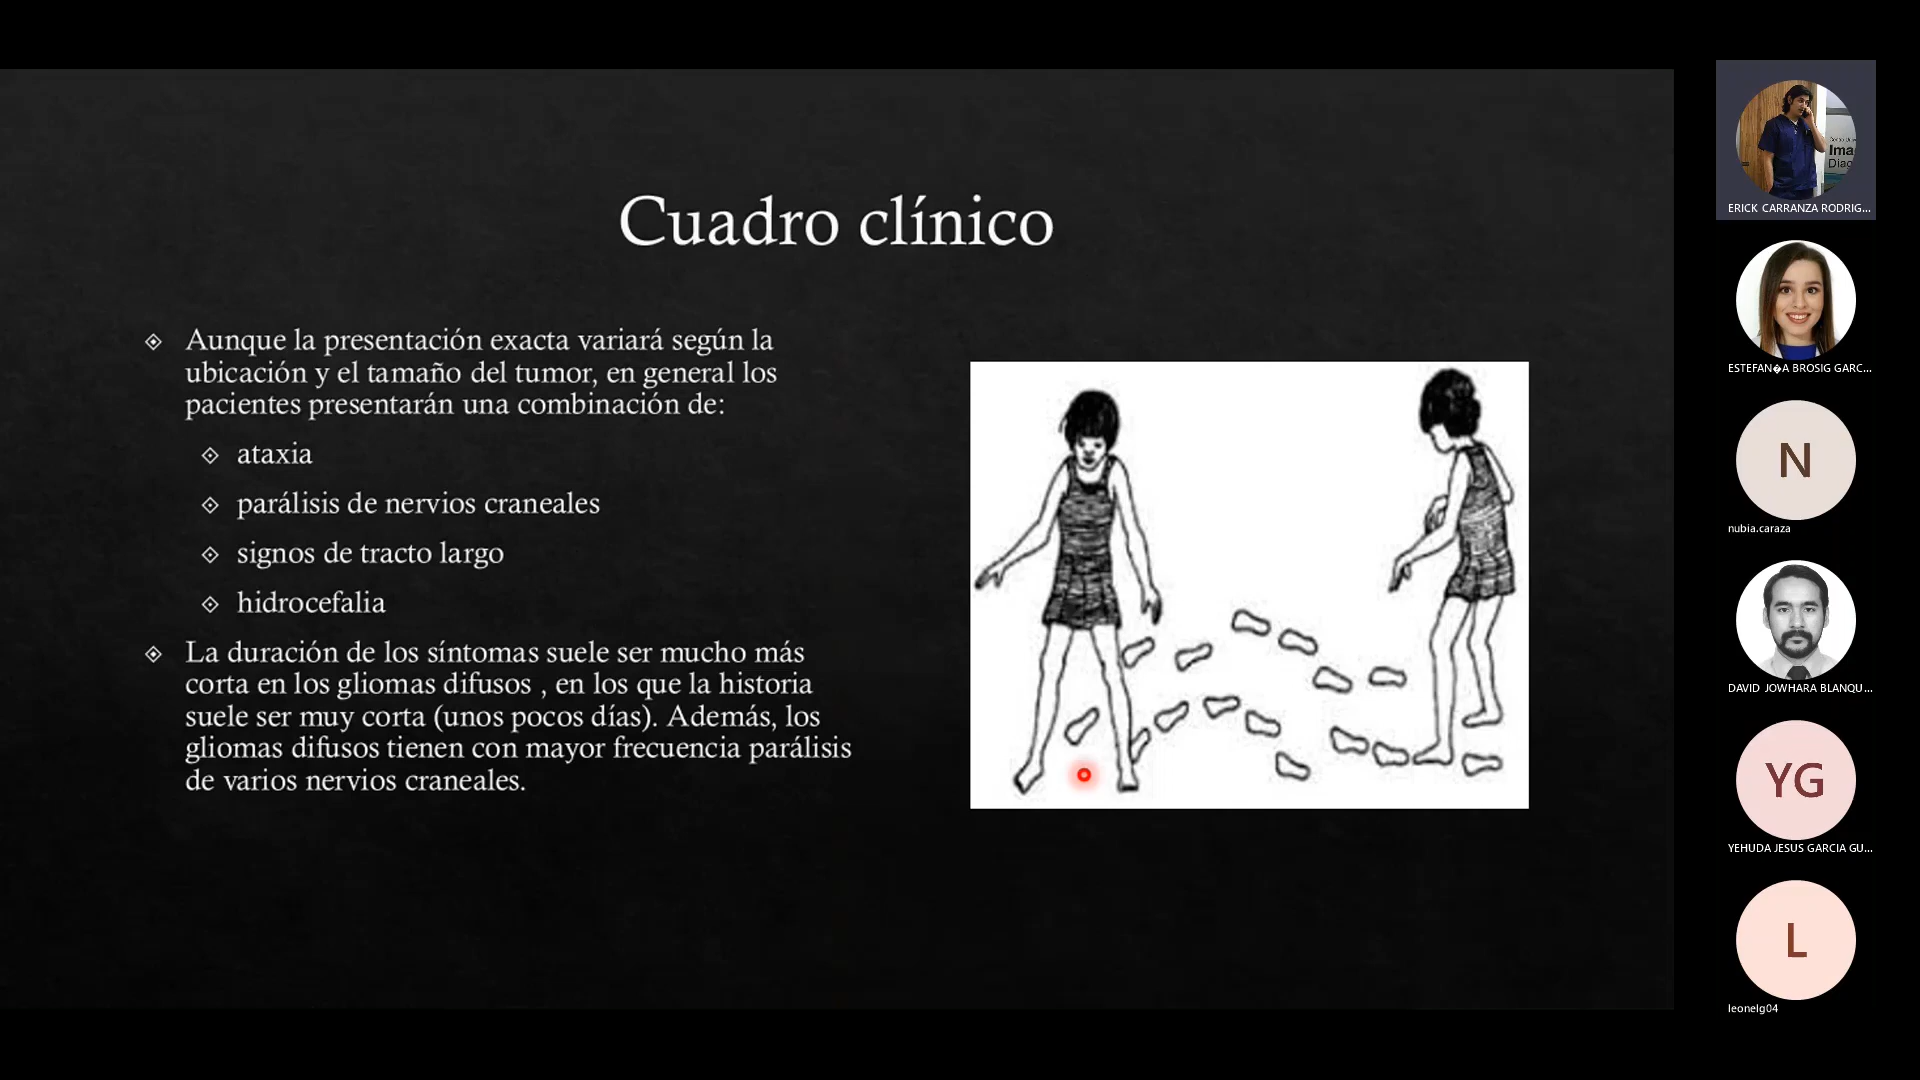 Cuadro clínico
Aunque la presentación exacta variará según la
ubicación y el tamaño del tumor, en general los
pacientes presentarán una combinación de:
ataxia
parálisis de nervios craneales
signos de tracto largo
hidrocefalia
La duración de los síntomas suele ser mucho más
corta en los gliomas difusos , en los que la historia
suele ser muy corta (unos pocos días). Además, los
gliomas difusos tienen con mayor frecuencia parálisis
de varios nervios craneales.
Ima
Diag
ERICK CARRANZA RODRIG...
ESTEFAN�A BROSIG GARC...
N
nubia.caraza
DAVID JOWHARA BLANQU...
YG
YEHUDA JESUS GARCIA GU...
L
leonelg04